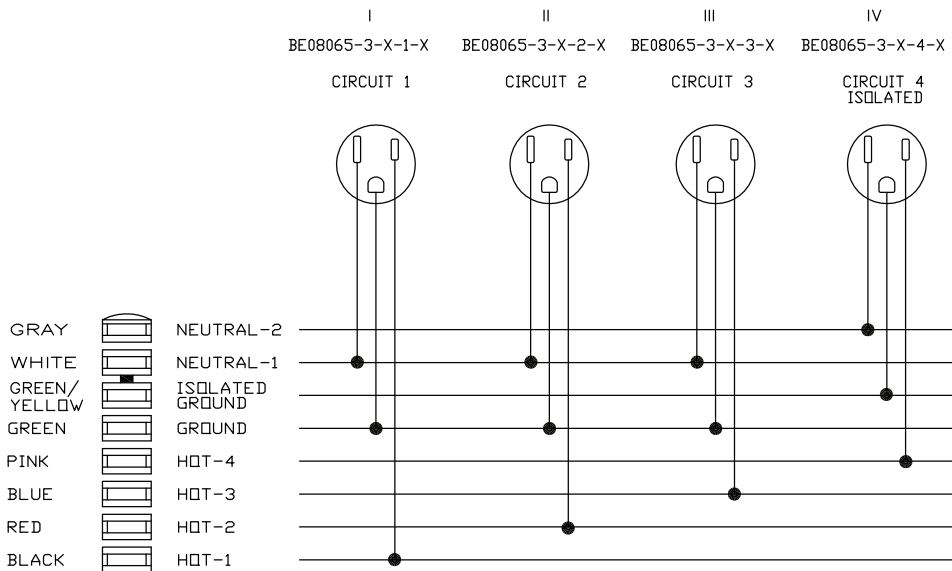 I II III IV
BE08065-3-X-1-X BE08065-3-X-2-X BE08065-3-X-3-X BE08065-3-X-4-X
CIRCUIT 1 CIRCUIT 2 CIRCUIT 3 CIRCUIT 4
ISOLATED
GRAY NEUTRAL-2
WHITE NEUTRAL-1
GREEN/ ISOLATED
YELLOW GROUND
GREEN GROUND
PINK HOT-4
BLUE HOT-3
RED HOT-2
BLACK HOT-1